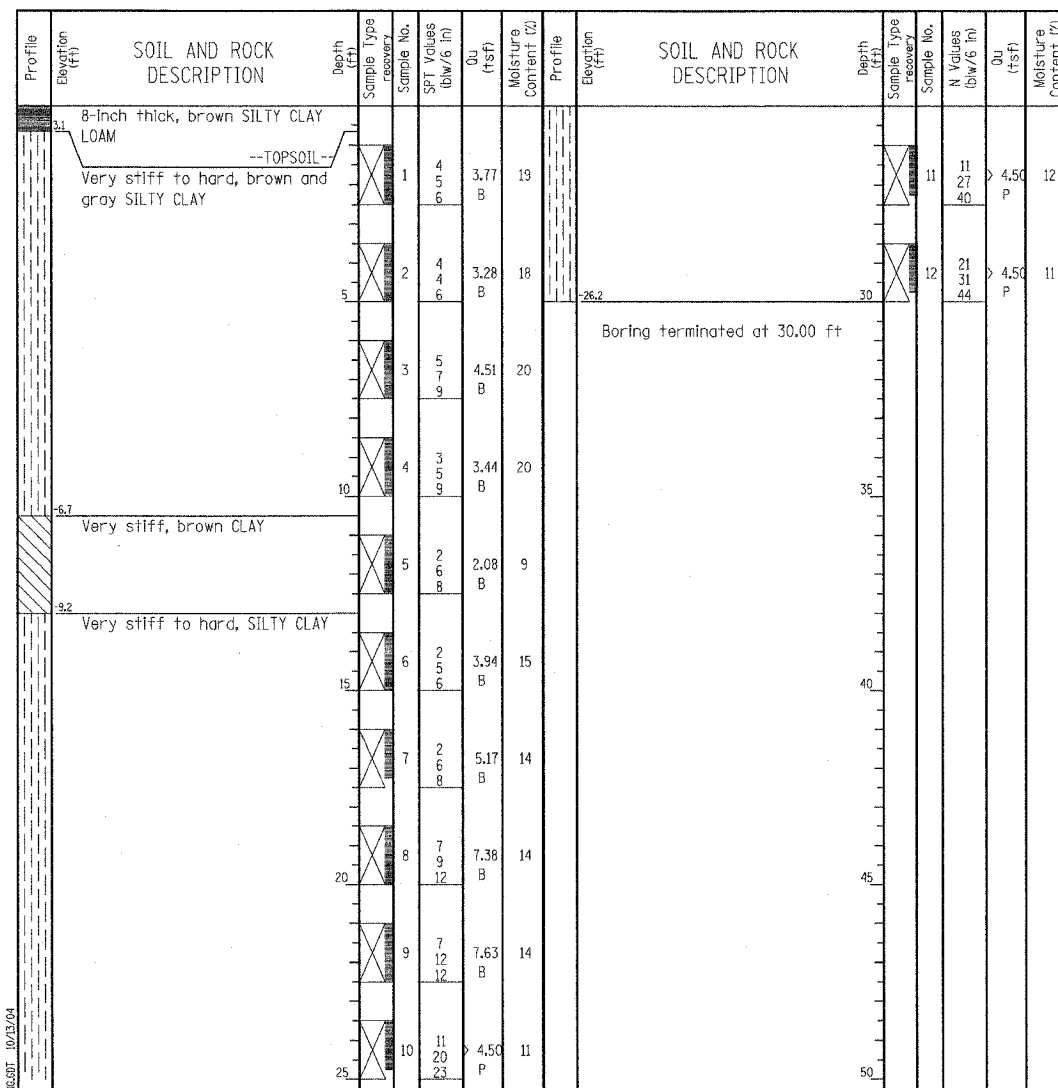 Profile
Elevation (ft)
SOIL AND ROCK
DESCRIPTION
Depth (ft)
Sample Type
recovery
Sample No.
SPT Values
(blw/6 in)
Qu
(tsf)
Moisture
Content (%)
Profile
Elevation (ft)
SOIL AND ROCK
DESCRIPTION
Depth (ft)
Sample Type
recovery
Sample No.
N Values
(blw/6 in)
Qu
(tsf)
Moisture
Content (%)
3.1 8-inch thick, brown SILTY CLAY
LOAM
--TOPSOIL--
Very stiff to hard, brown and
gray SILTY CLAY
1 4 5 6 3.77 B 19
2 4 4 6 3.28 B 18
5
3 5 7 9 4.51 B 20
4 3 5 9 3.44 B 20
10
-6.7
Very stiff, brown CLAY
5 2 6 8 2.08 B 9
-9.2
Very stiff to hard, SILTY CLAY
6 2 5 6 3.94 B 15
15
7 2 6 8 5.17 B 14
8 7 9 12 7.38 B 14
20
9 7 12 12 7.63 B 14
10 11 20 23 > 4.50 P 11
25
11 11 27 40 > 4.50 P 12
12 21 31 44 > 4.50 P 11
-26.2
30
Boring terminated at 30.00 ft
35
40
45
50
10/13/04